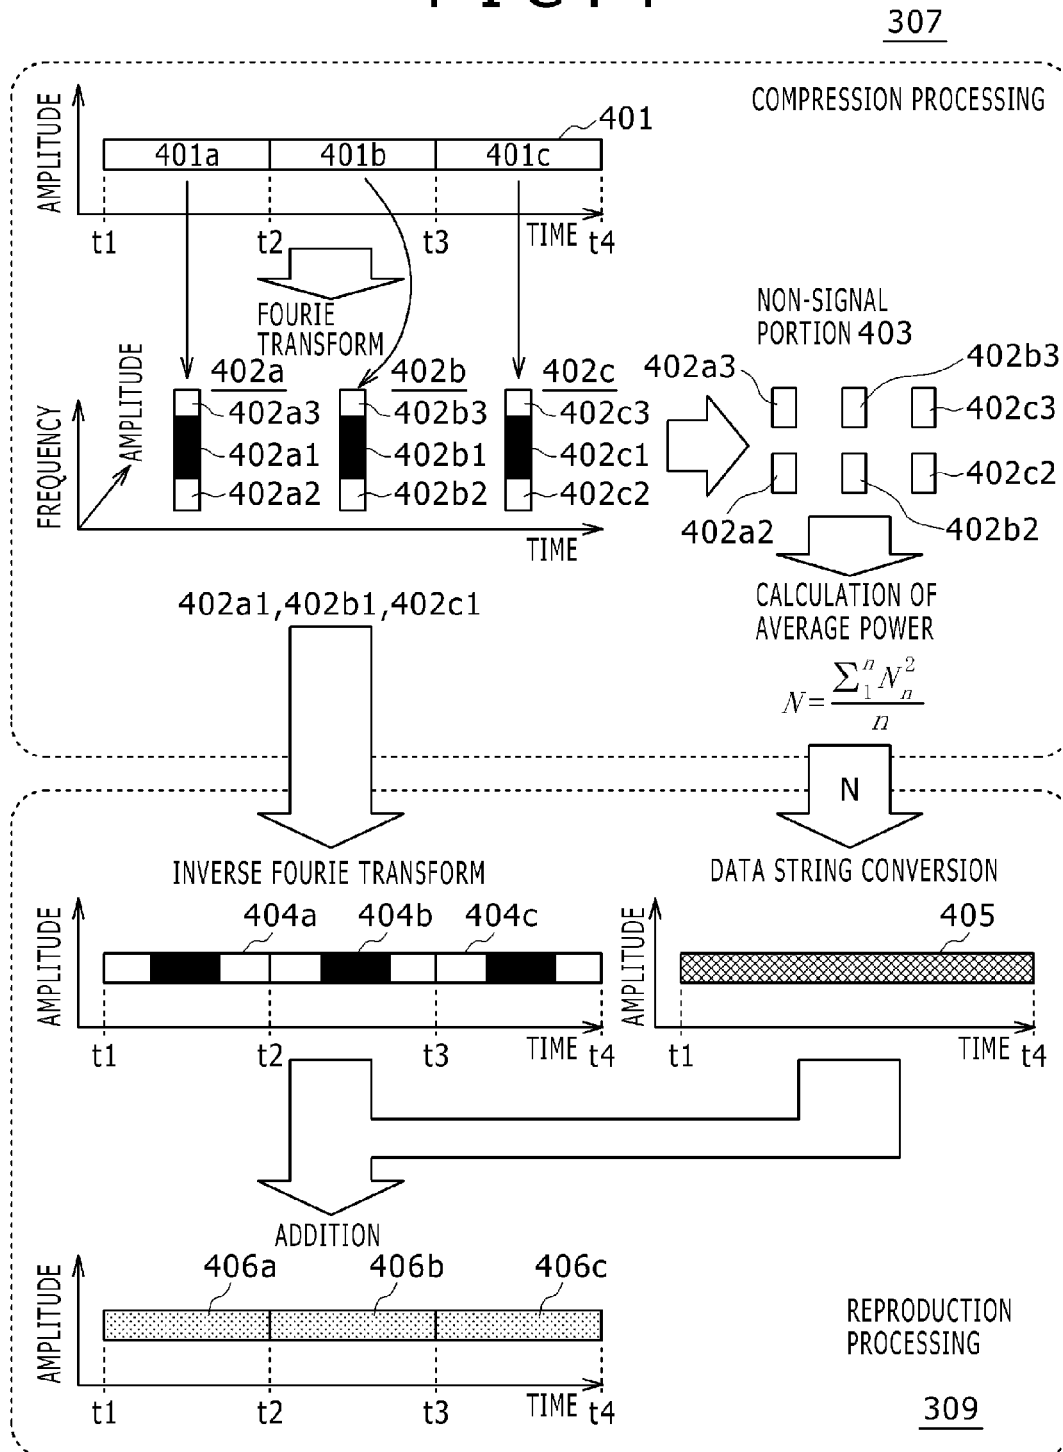 307
COMPRESSION PROCESSING
AMPLITUDE
401
401a 401b 401c
t1 t2 t3 TIME t4
FOURIE
TRANSFORM
NON-SIGNAL
PORTION 403
FREQUENCY
AMPLITUDE
402a 402b 402c
402a3 402b3 402c3
402a1 402b1 402c1
402a2 402b2 402c2
TIME
402a3 402b3
402c3
402c2
402a2 402b2
402a1,402b1,402c1
CALCULATION OF
AVERAGE POWER
N=∑₁ⁿ N²ₙ / n
N
INVERSE FOURIE TRANSFORM
DATA STRING CONVERSION
AMPLITUDE
404a 404b 404c
t1 t2 t3 TIME t4
AMPLITUDE
405
t1 TIME t4
ADDITION
AMPLITUDE
406a 406b 406c
t1 t2 t3 TIME t4
REPRODUCTION
PROCESSING
309